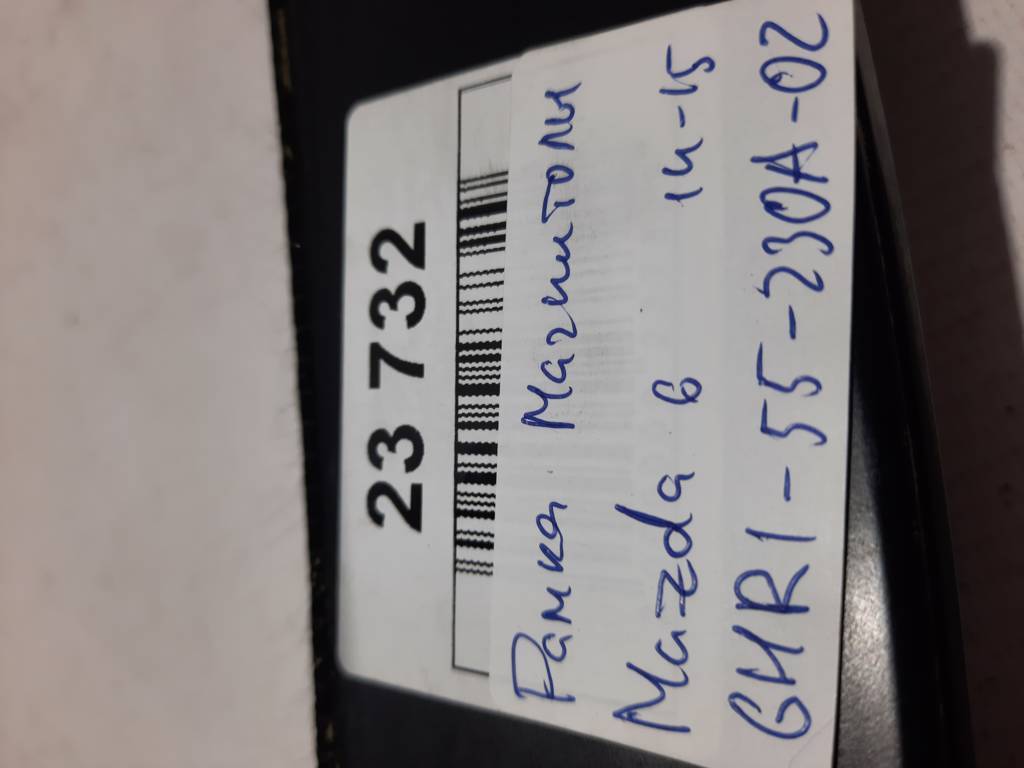 23 732
Рамка Магнитолы
Mazda 6 14-15
GHR1-55-230A-02